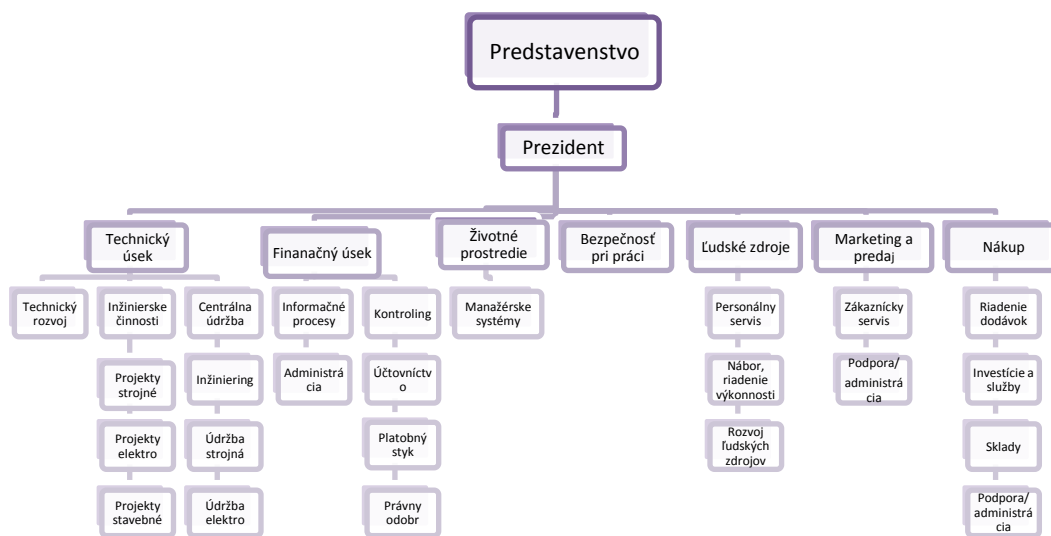 Predstavenstvo
Prezident
Technický
úsek
Finanačný úsek
Životné
prostredie
Bezpečnosť
pri práci
Ľudské zdroje
Marketing a
predaj
Nákup
Technický
rozvoj
Inžinierske
činnosti
Centrálna
údržba
Informačné
procesy
Kontroling
Manažérske
systémy
Personálny
servis
Zákaznícky
servis
Riadenie
dodávok
Projekty
strojné
Inžiniering
Administrá
cia
Účtovníctv
o
Nábor,
riadenie
výkonnosti
Podpora/
administrá
cia
Investície a
služby
Projekty
elektro
Údržba
strojná
Platobný
styk
Rozvoj
ľudských
zdrojov
Sklady
Projekty
stavebné
Údržba
elektro
Právny
odobr
Podpora/
administrá
cia